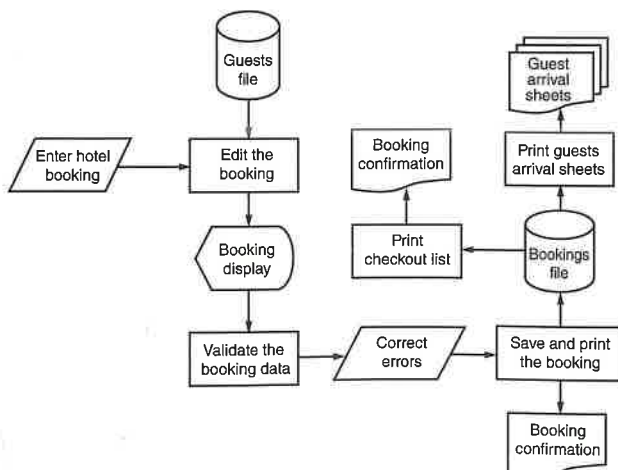 Guests
file
Enter hotel
booking
Edit the
booking
Booking
display
Validate the
booking data
Correct
errors
Save and print
the booking
Booking
confirmation
Bookings
file
Print
checkout list
Booking
confirmation
Print guests
arrival sheets
Guest
arrival
sheets